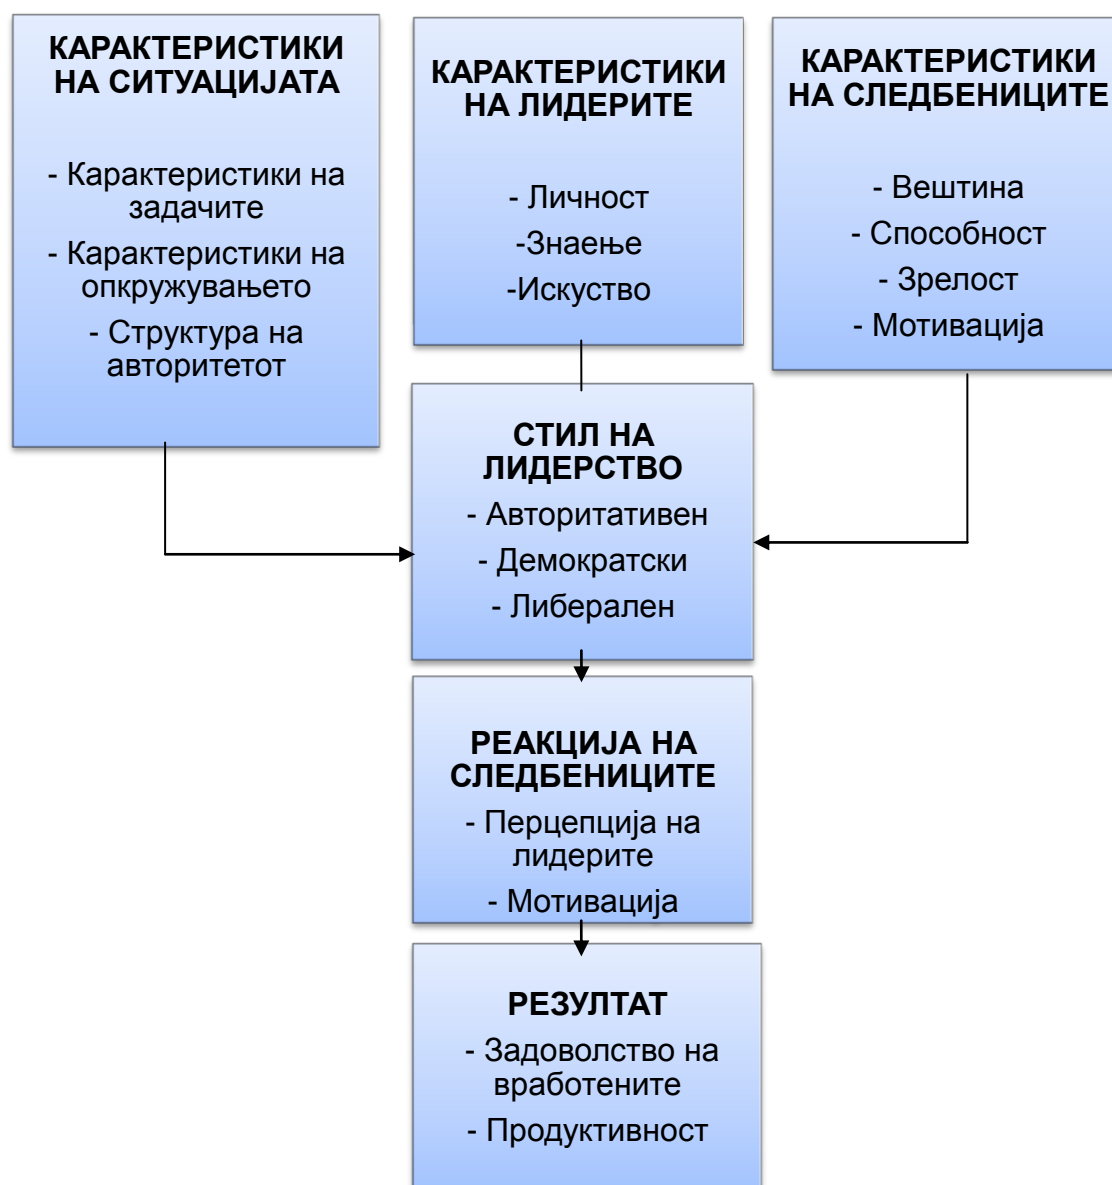 КАРАКТЕРИСТИКИ
НА СИТУАЦИЈАТА
- Карактеристики на
задачите
- Карактеристики на
опкружувањето
- Структура на
авторитетот
КАРАКТЕРИСТИКИ
НА ЛИДЕРИТЕ
- Личност
-Знаење
-Искуство
КАРАКТЕРИСТИКИ
НА СЛЕДБЕНИЦИТЕ
- Вештина
- Способност
- Зрелост
- Мотивација
СТИЛ НА
ЛИДЕРСТВО
- Авторитативен
- Демократски
- Либерален
РЕАКЦИЈА НА
СЛЕДБЕНИЦИТЕ
- Перцепција на
лидерите
- Мотивација
РЕЗУЛТАТ
- Задоволство на
вработените
- Продуктивност